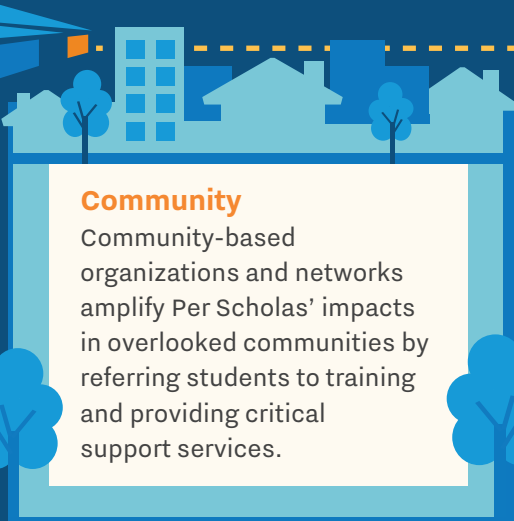 Community
Community-based
organizations and networks
amplify Per Scholas’ impacts
in overlooked communities by
referring students to training
and providing critical
support services.